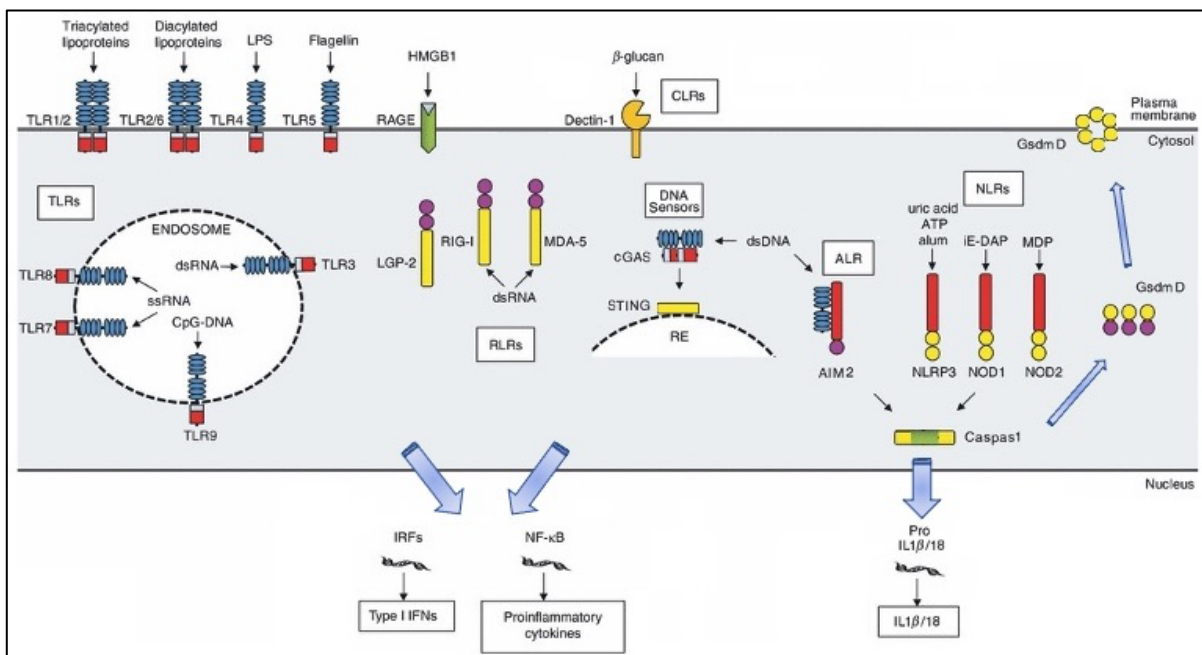 Triacylated
lipoproteins
Diacylated
lipoproteins
LPS
Flagellin
HMGB1
β-glucan
CLRs
TLR1/2
TLR2/6
TLR4
TLR5
RAGE
Dectin-1
Gsdm D
Plasma
membrane
Cytosol
TLRs
ENDOSOME
dsRNA
TLR3
TLR8
ssRNA
TLR7
CpG-DNA
TLR9
LGP-2
RIG-I
MDA-5
dsRNA
RLRs
DNA
Sensors
cGAS
dsDNA
STING
RE
ALR
AIM2
NLRs
uric acid
ATP
alum
iE-DAP
MDP
NLRP3
NOD1
NOD2
Gsdm D
Caspas1
Nucleus
IRFs
Type I IFNs
NF-κB
Proinflammatory
cytokines
Pro
IL1β/18
IL1β/18